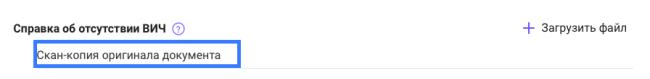 Справка об отсутствии ВИЧ ? + Загрузить файл
Скан-копия оригинала документа